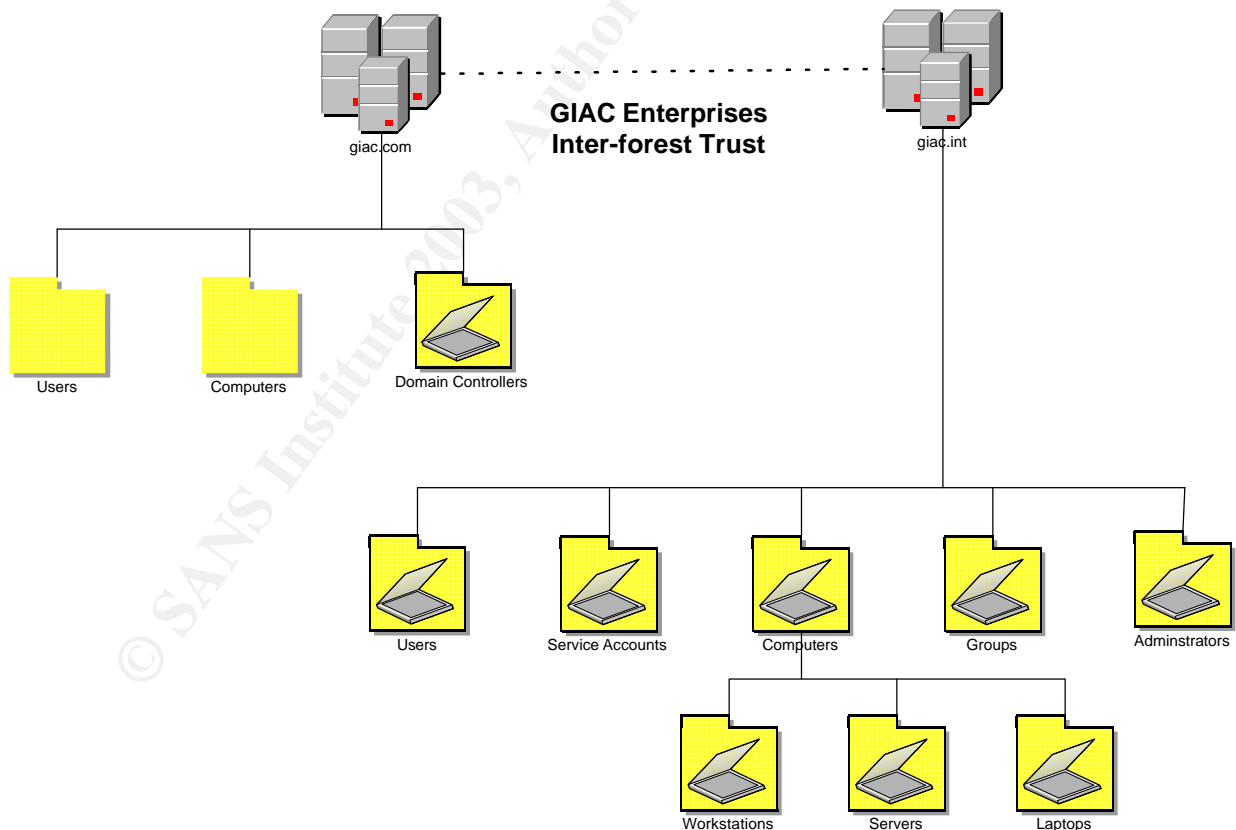 GIAC Enterprises
Inter-forest Trust
giac.com
giac.int
Users
Computers
Domain Controllers
Users
Service Accounts
Computers
Groups
Adminstrators
Workstations
Servers
Laptops
© SANS Institute 2003, Author